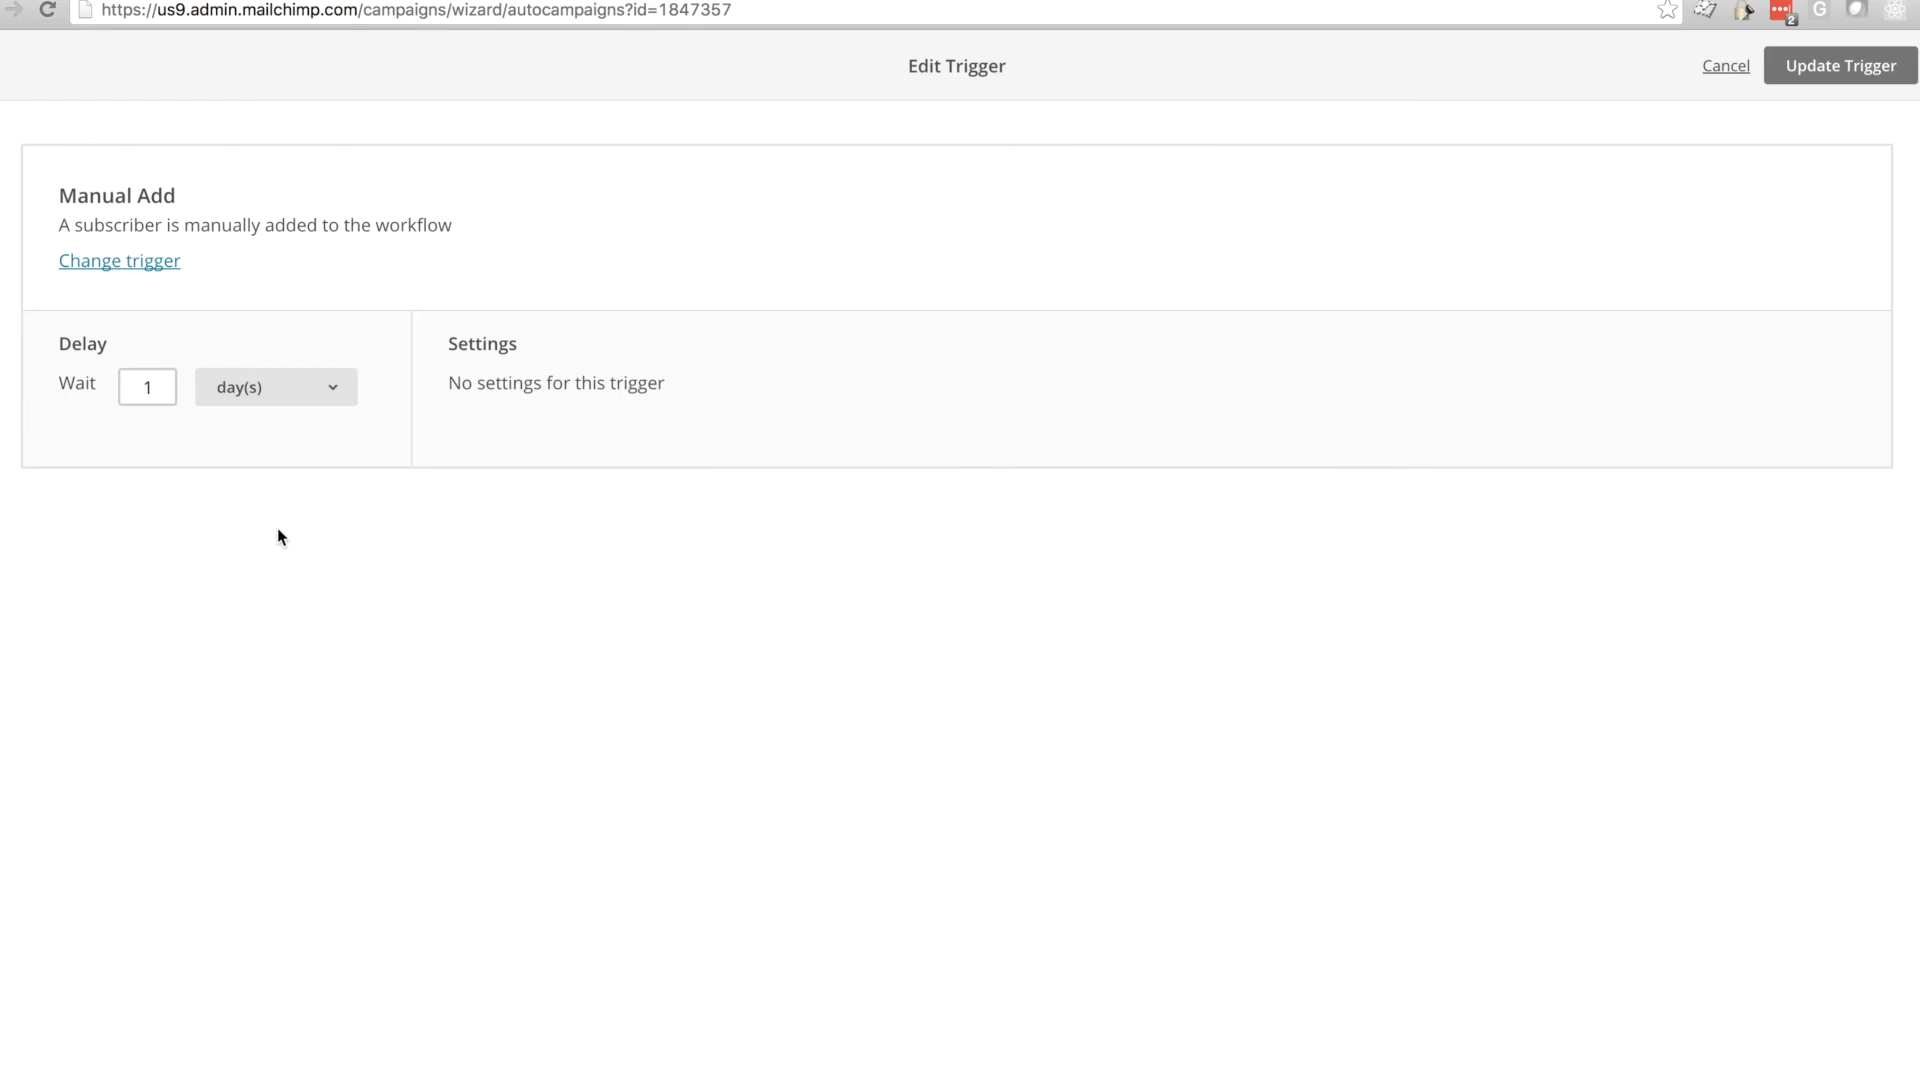 https://us9.admin.mailchimp.com/campaigns/wizard/autocampaigns?id=1847357
2
G
Edit Trigger
Cancel
Update Trigger
Manual Add
A subscriber is manually added to the workflow
Change trigger
Delay
Wait
1
day(s)
Settings
No settings for this trigger